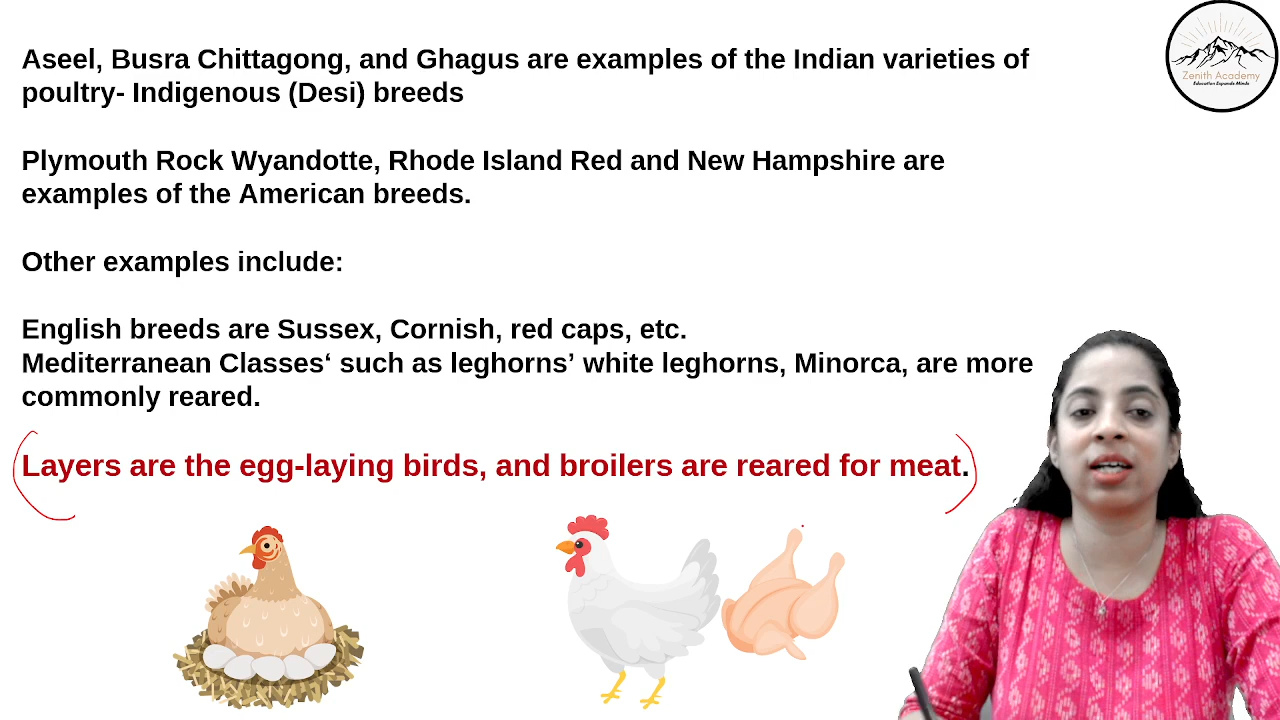 Aseel, Busra Chittagong, and Ghagus are examples of the Indian varieties of
poultry- Indigenous (Desi) breeds
Plymouth Rock Wyandotte, Rhode Island Red and New Hampshire are
examples of the American breeds.
Other examples include:
English breeds are Sussex, Cornish, red caps, etc.
Mediterranean Classes‘ such as leghorns’ white leghorns, Minorca, are more
commonly reared.
Layers are the egg-laying birds, and broilers are reared for meat.
Zenith Academy
Education Expands Minds